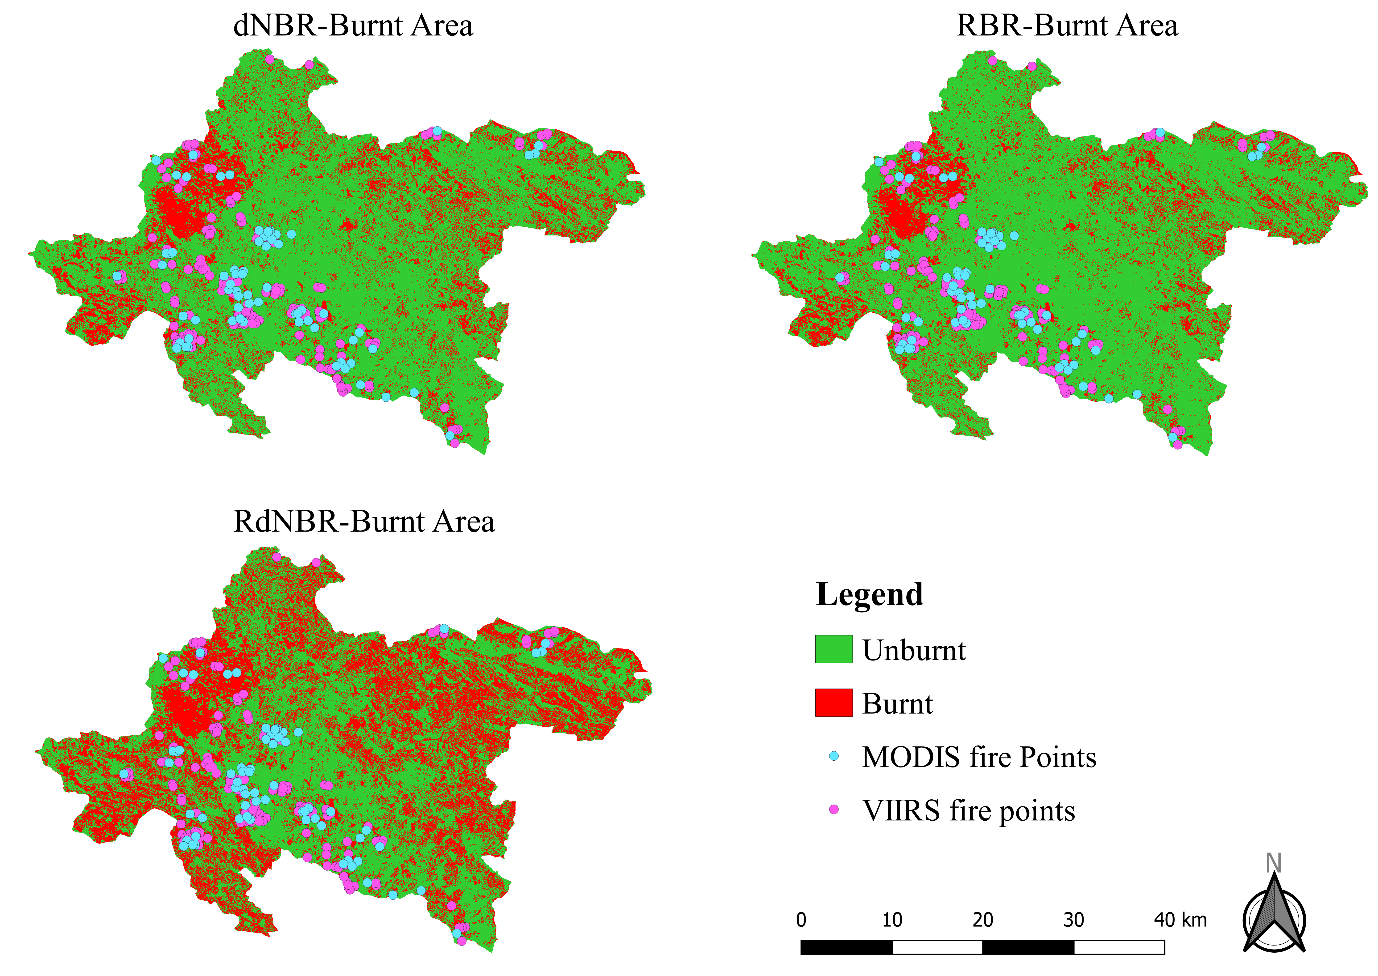 dNBR-Burnt Area
RBR-Burnt Area
RdNBR-Burnt Area
Legend
Unburnt
Burnt
MODIS fire Points
VIIRS fire points
N
0 10 20 30 40 km